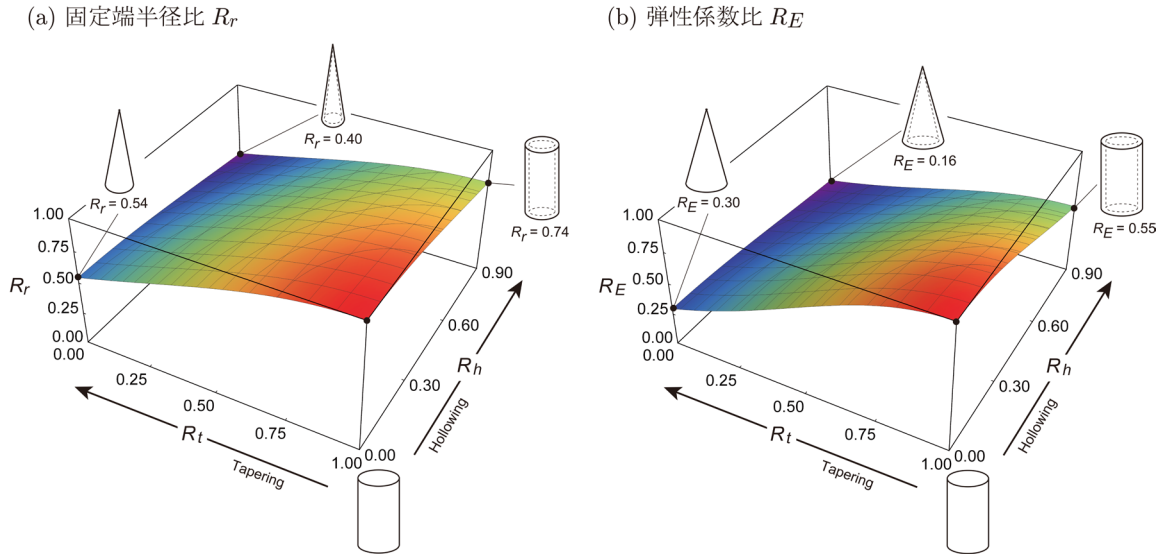 (a) 固定端半径比 Rr
Rr = 0.40
Rr = 0.54
Rr = 0.74
1.00
0.75
0.50
0.25
0.00
Rr
0.00
0.25
0.50
0.75
1.00
Rt
Tapering
0.00
0.30
0.60
0.90
Rh
Hollowing
(b) 弾性係数比 RE
RE = 0.16
RE = 0.30
RE = 0.55
1.00
0.75
0.50
0.25
0.00
RE
0.00
0.25
0.50
0.75
1.00
Rt
Tapering
0.00
0.30
0.60
0.90
Rh
Hollowing